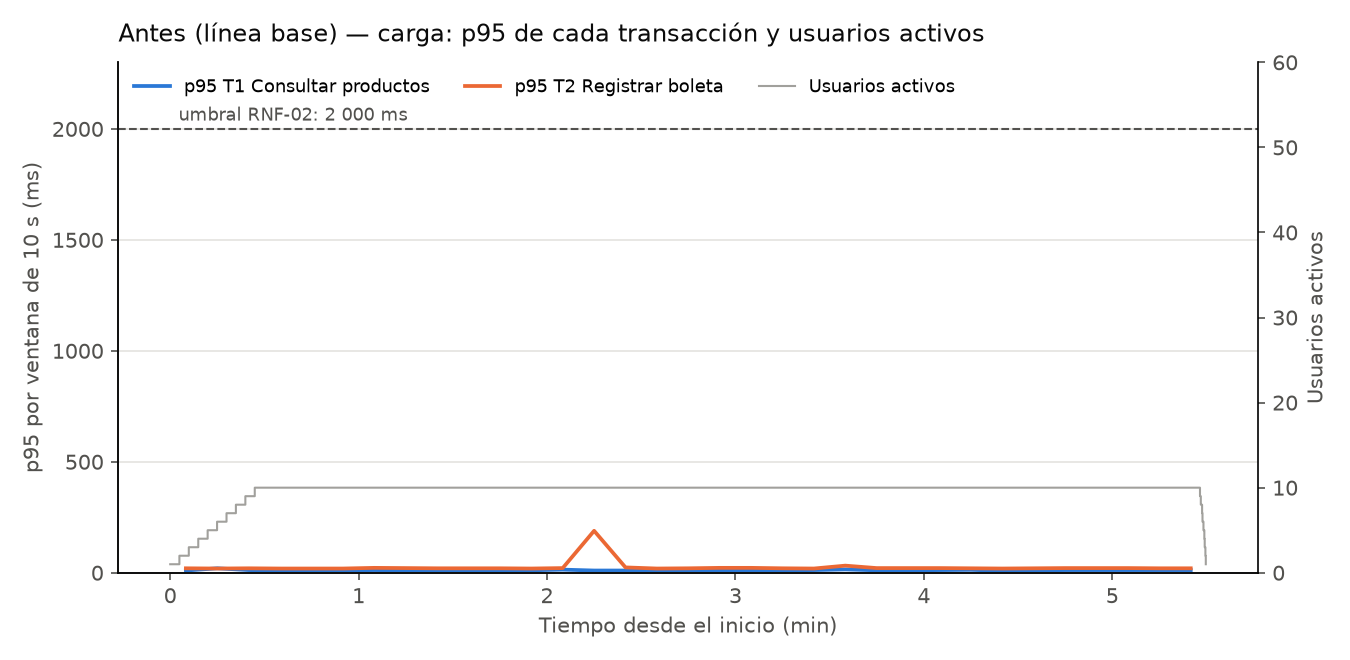 Antes (línea base) — carga: p95 de cada transacción y usuarios activos
p95 T1 Consultar productos
p95 T2 Registrar boleta
Usuarios activos
umbral RNF-02: 2 000 ms
p95 por ventana de 10 s (ms)
2000
1500
1000
500
0
60
50
40
30
20
10
0
Usuarios activos
0 1 2 3 4 5
Tiempo desde el inicio (min)